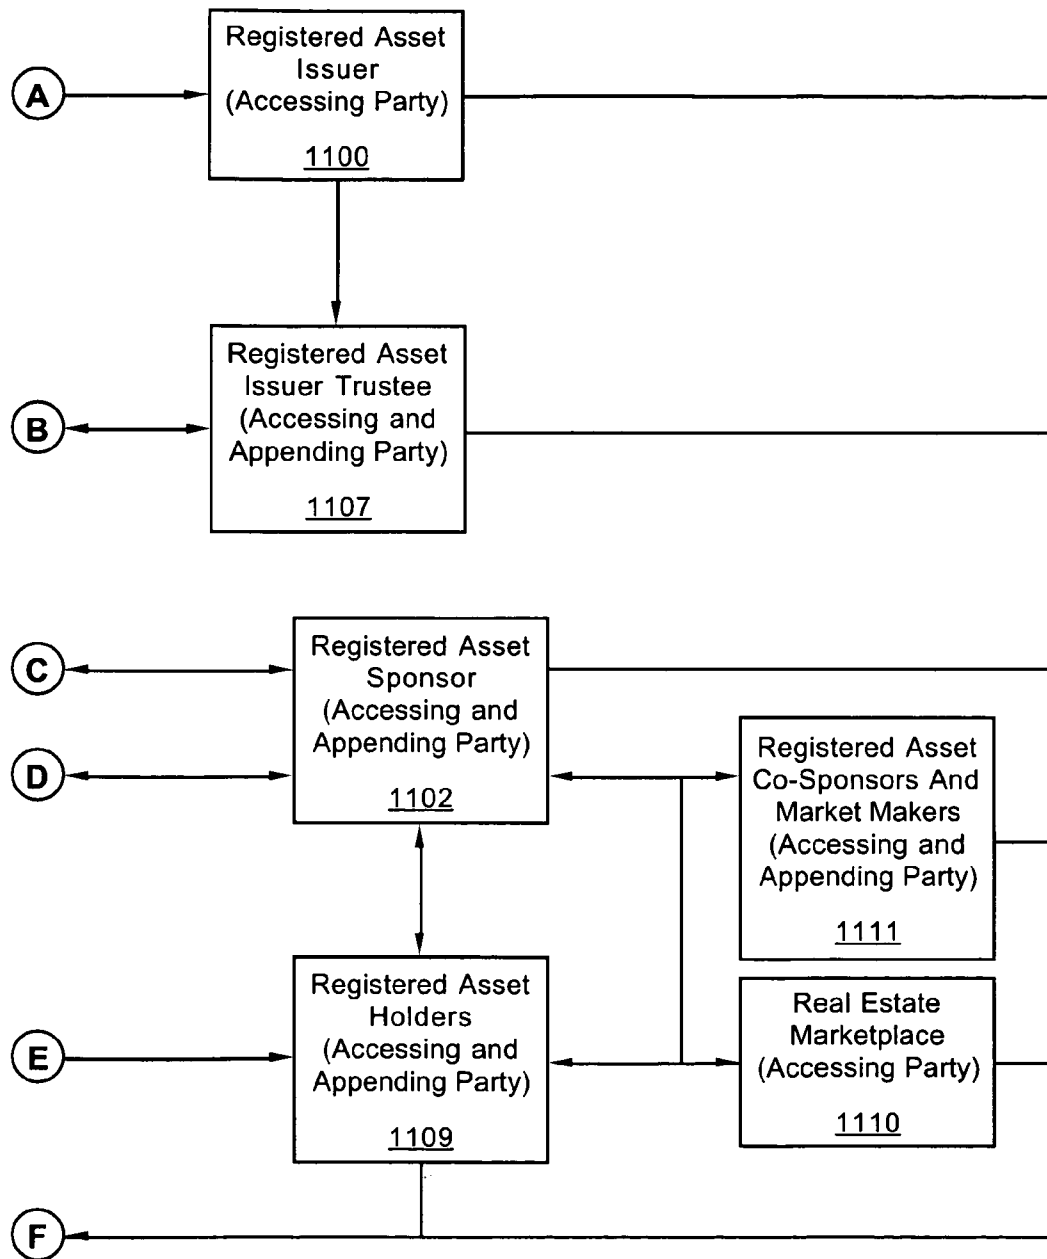 A
Registered Asset
Issuer
(Accessing Party)
1100
B
Registered Asset
Issuer Trustee
(Accessing and
Appending Party)
1107
C
D
Registered Asset
Sponsor
(Accessing and
Appending Party)
1102
Registered Asset
Co-Sponsors And
Market Makers
(Accessing and
Appending Party)
1111
E
Registered Asset
Holders
(Accessing and
Appending Party)
1109
Real Estate
Marketplace
(Accessing Party)
1110
F